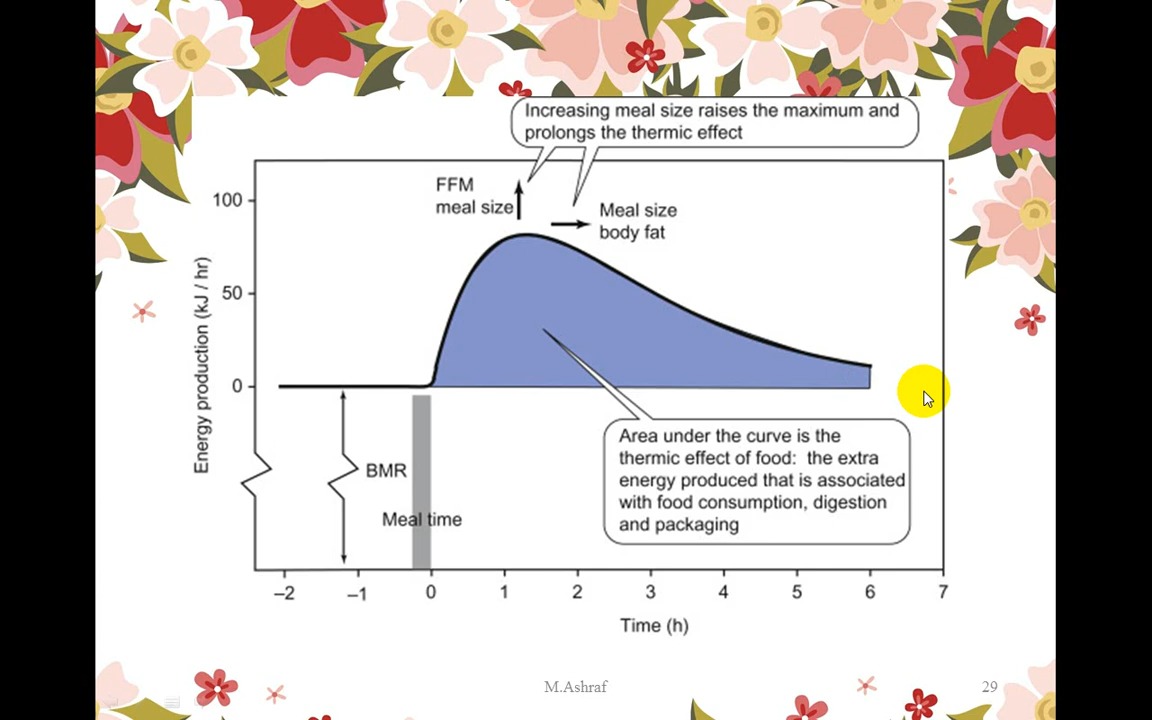 Increasing meal size raises the maximum and
prolongs the thermic effect
FFM
meal size
Meal size
body fat
100
50
0
Energy production (kJ / hr)
BMR
Meal time
Area under the curve is the
thermic effect of food: the extra
energy produced that is associated
with food consumption, digestion
and packaging
–2 –1 0 1 2 3 4 5 6 7
Time (h)
M.Ashraf
29